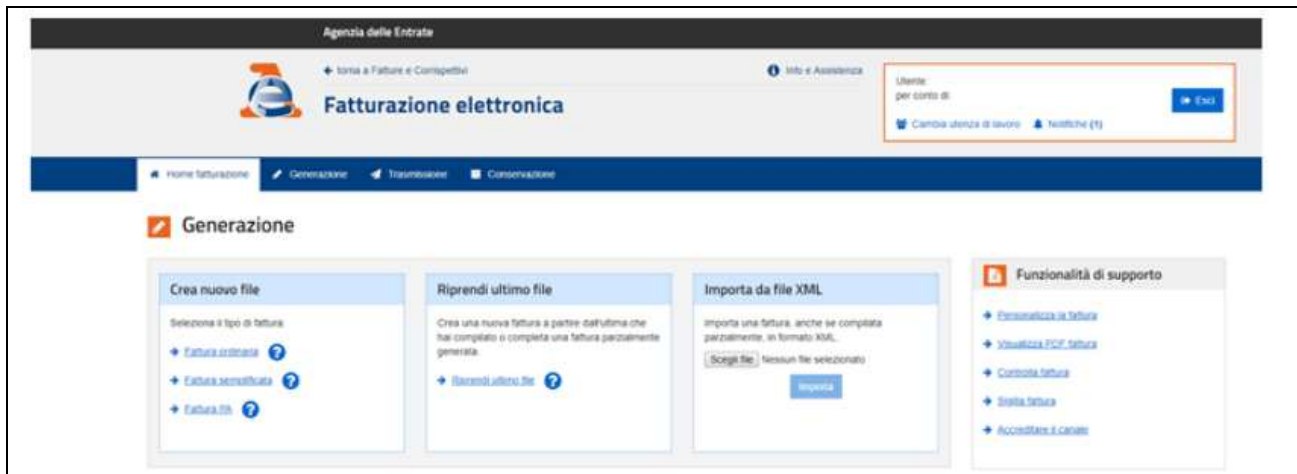 Agenzia delle Entrate
torna a Fatture e Corrispettivi
Info e Assistenza
Fatturazione elettronica
Utente:
per conto di:
Esci
Cambia utenza di lavoro
Notifiche (1)
Home fatturazione
Generazione
Trasmissione
Conservazione
Generazione
Crea nuovo file
Seleziona il tipo di fattura
Fattura ordinaria
Fattura semplificata
Fattura PA
Riprendi ultimo file
Crea una nuova fattura a partire dall'ultima che
hai compilato o completa una fattura parzialmente
generata.
Riprendi ultimo file
Importa da file XML
Importa una fattura, anche se compilata
parzialmente, in formato XML.
Scegli file Nessun file selezionato
Importa
Funzionalità di supporto
Personalizza la fattura
Visualizza PDF fattura
Controlla fattura
Sigilla fattura
Accreditare il canale